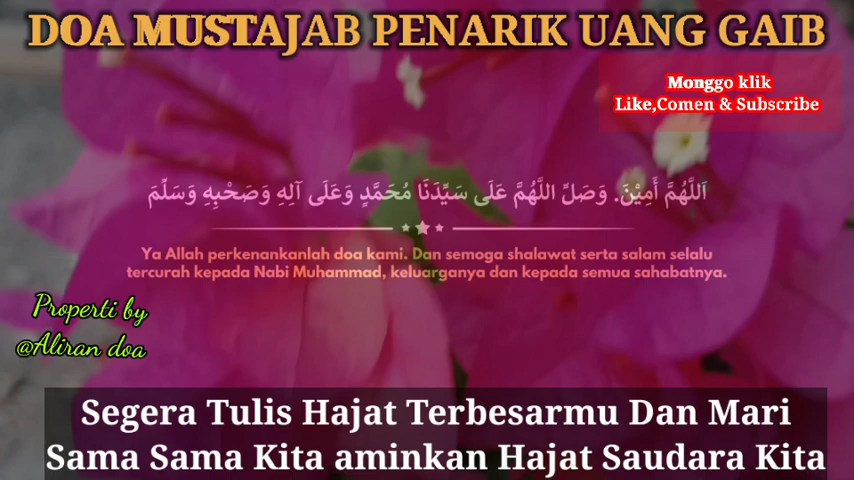 DOA MUSTAJAB PENARIK UANG GAIB
Monggo klik
Like,Comen & Subscribe
اَللَّهُمَّ أَمِيْنَ. وَصَلِّ اللَّهُمَّ عَلَى سَيِّدَنَا مُحَمَّدٍ وَعَلَى آلِهِ وَصَحْبِهِ وَسَلِّمَ
Ya Allah perkenankanlah doa kami. Dan semoga shalawat serta salam selalu
tercurah kepada Nabi Muhammad, keluarganya dan kepada semua sahabatnya.
Properti by
@Aliran doa
Segera Tulis Hajat Terbesarmu Dan Mari
Sama Sama Kita aminkan Hajat Saudara Kita